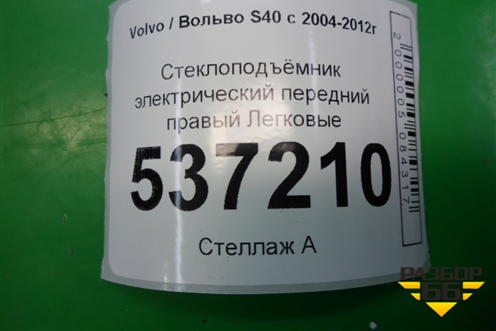 Volvo / Вольво S40 с 2004-2012г
Стеклоподъёмник
электрический передний
правый Легковые
537210
Стеллаж А
2000005084317
РАЗБОР
66